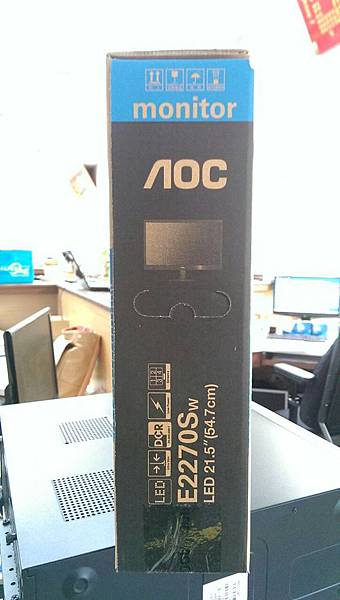 monitor
AOC
LED
DCR
E2270Sw
LED 21.5"(54.7cm)